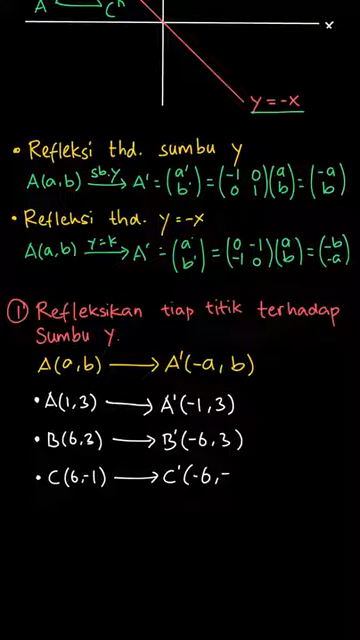 A C"
x
y = -x
• Refleksi thd. sumbu y
A(a,b) sb.y→ A' = (a' b') = (-1 0 0 1)(a b) = (-a b)
• Refleksi thd. y=-x
A(a,b) y=k→ A' = (a' b') = (0 -1 -1 0)(a b) = (-b -a)
① Refleksikan tiap titik terhadap
Sumbu y.
A(a,b) → A'(-a, b)
• A(1,3) → A'(-1,3)
• B(6,3) → B'(-6,3)
• C(6,-1) → C'(-6,-